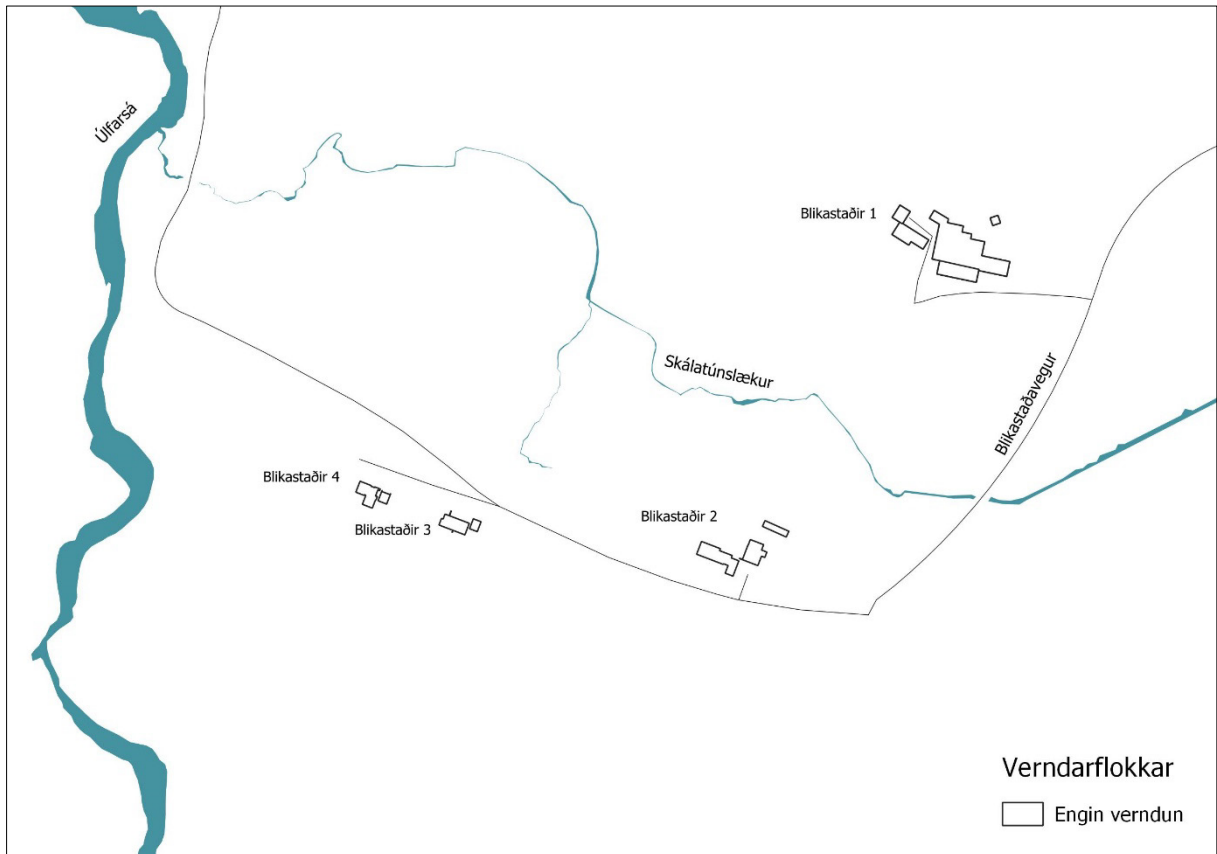 Úlfarsá
Blikastaðir 1
Skálatúnslækur
Blikastaðavegur
Blikastaðir 4
Blikastaðir 3
Blikastaðir 2
Verndarflokkar
Engin verndun